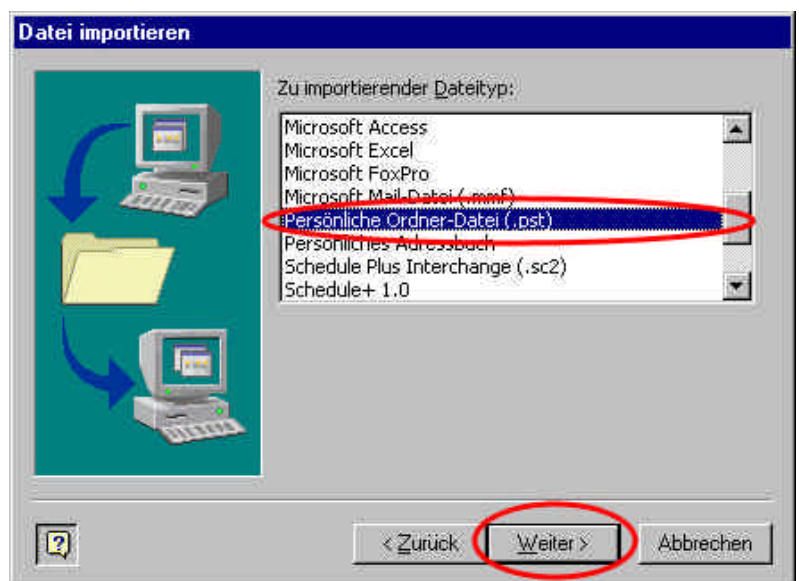 Datei importieren
Zu importierender Dateityp:
Microsoft Access
Microsoft Excel
Microsoft FoxPro
Microsoft Mail-Datei (.mmf)
Persönliche Ordner-Datei (.pst)
Persönliches Adressbuch
Schedule Plus Interchange (.sc2)
Schedule+ 1.0
?
< Zurück
Weiter >
Abbrechen